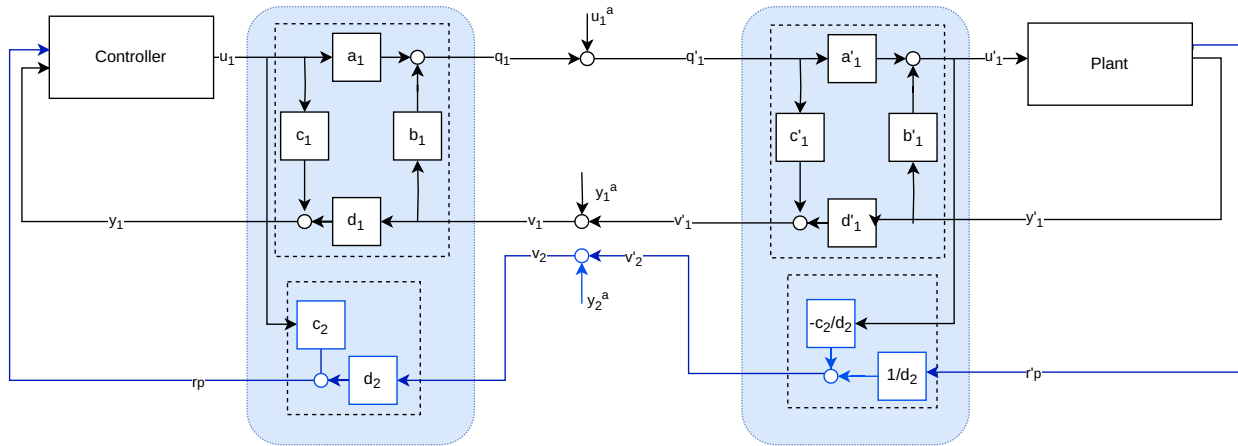 u₁ᵃ
Controller
u₁
a₁
q₁
q'₁
a'₁
u'₁
Plant
c₁
b₁
c'₁
b'₁
y₁ᵃ
y₁
d₁
v₁
v'₁
d'₁
y'₁
v₂
v'₂
y₂ᵃ
c₂
-c₂/d₂
rp
d₂
1/d₂
r'p